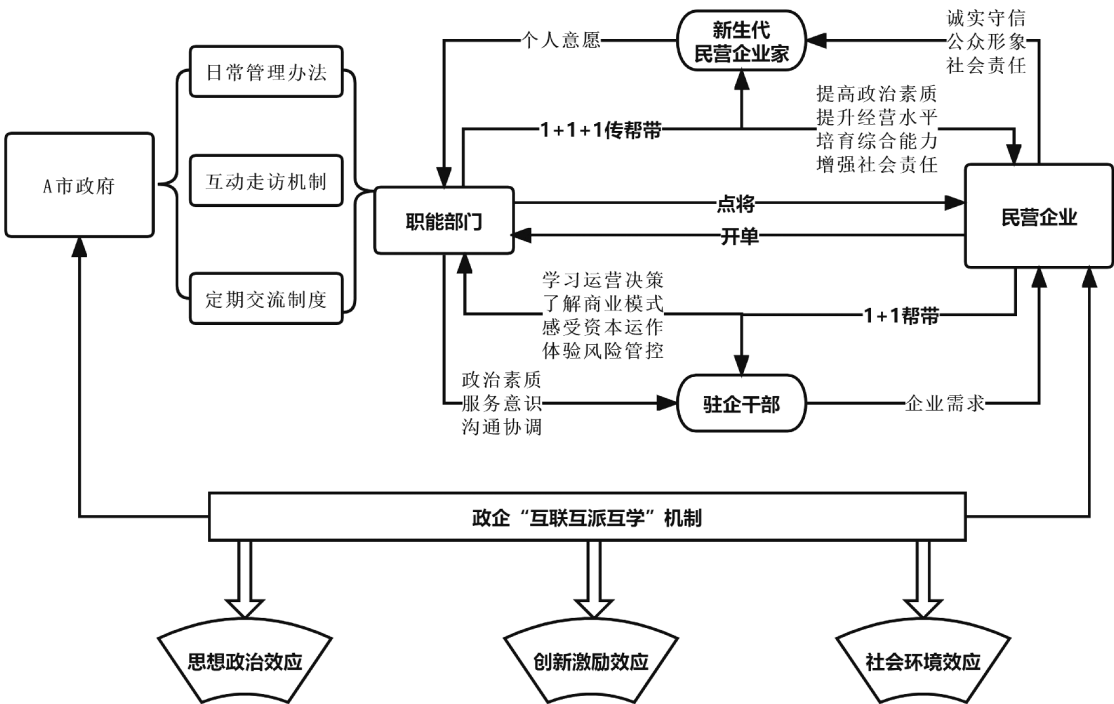 新生代
民营企业家
个人意愿
诚实守信
公众形象
社会责任
日常管理办法
互动走访机制
定期交流制度
A市政府
1+1+1传帮带
提高政治素质
提升经营水平
培育综合能力
增强社会责任
职能部门
点将
开单
民营企业
学习运营决策
了解商业模式
感受资本运作
体验风险管控
1+1帮带
政治素质
服务意识
沟通协调
驻企干部
企业需求
政企“互联互派互学”机制
思想政治效应
创新激励效应
社会环境效应